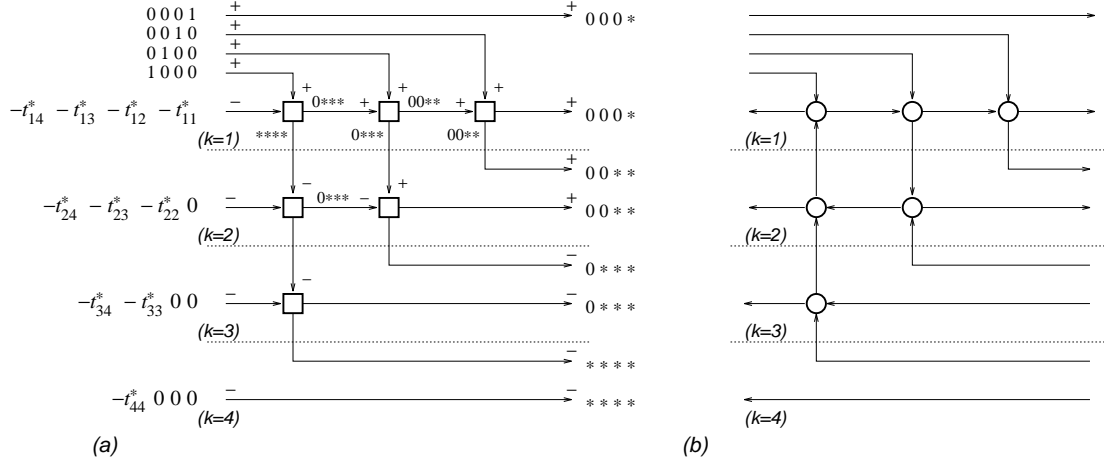 0 0 0 1 + + 0 0 0 *
0 0 1 0 +
0 1 0 0 +
1 0 0 0 +
+ + +
−t*14 −t*13 −t*12 −t*11 − 0*** + 00** + + 0 0 0 *
**** 0*** 00**
(k=1) (k=1)
+ 0 0 * *
− +
−t*24 −t*23 −t*22 0 − 0*** − + 0 0 * *
(k=2) (k=2)
− 0 * * *
−
−t*34 −t*33 0 0 − − 0 * * *
(k=3) (k=3)
− * * * *
−t*44 0 0 0 − − * * * *
(k=4) (k=4)
(a) (b)